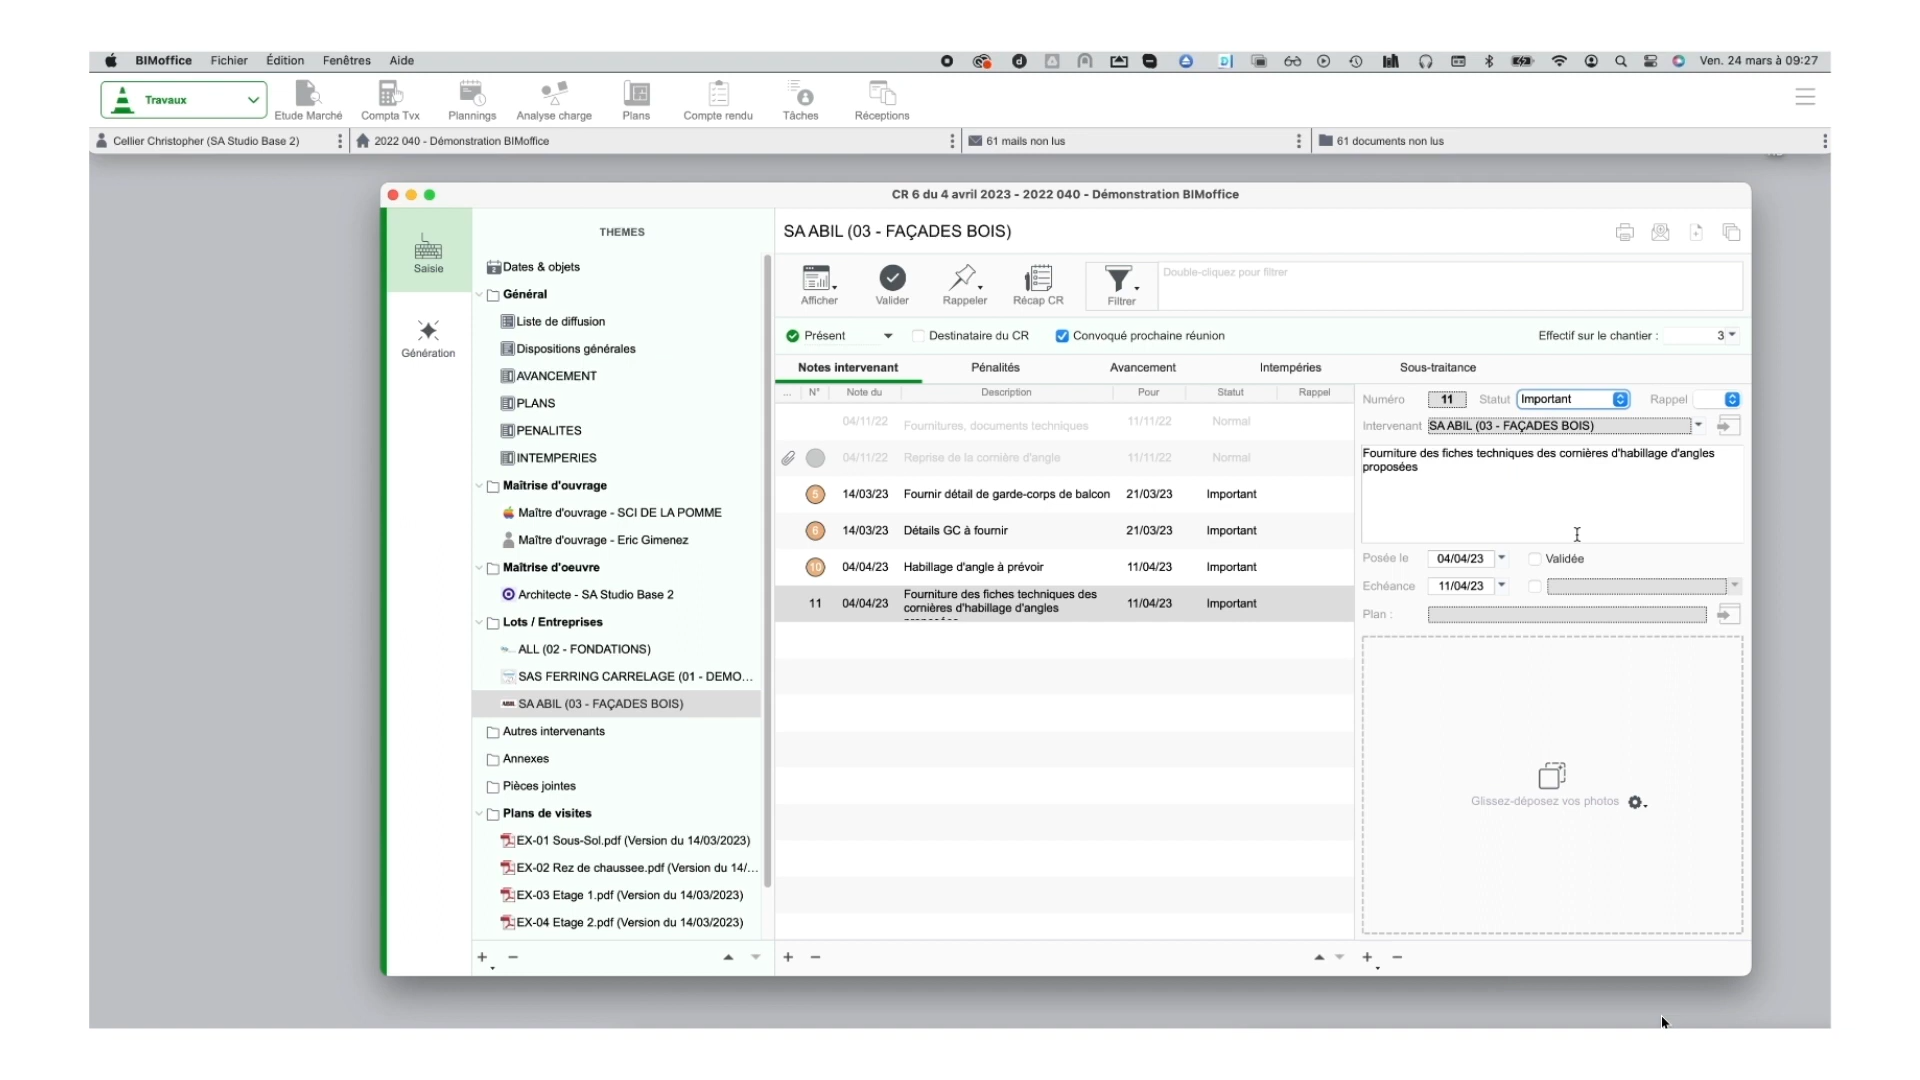 BIMoffice Fichier Édition Fenêtres Aide
Ven. 24 mars à 09:27
Travaux
Etude Marché Compta Tvx Plannings Analyse charge Plans Compte rendu Tâches Réceptions
Cellier Christopher (SA Studio Base 2) 2022 040 - Démonstration BIMoffice 61 mails non lus 61 documents non lus
CR 6 du 4 avril 2023 - 2022 040 - Démonstration BIMoffice
Saisie
Génération
THEMES
Dates & objets
Général
Liste de diffusion
Dispositions générales
AVANCEMENT
PLANS
PENALITES
INTEMPERIES
Maîtrise d'ouvrage
Maître d'ouvrage - SCI DE LA POMME
Maître d'ouvrage - Eric Gimenez
Maîtrise d'oeuvre
Architecte - SA Studio Base 2
Lots / Entreprises
ALL (02 - FONDATIONS)
SAS FERRING CARRELAGE (01 - DEMO...
SA ABIL (03 - FAÇADES BOIS)
Autres intervenants
Annexes
Pièces jointes
Plans de visites
EX-01 Sous-Sol.pdf (Version du 14/03/2023)
EX-02 Rez de chaussee.pdf (Version du 14/...
EX-03 Etage 1.pdf (Version du 14/03/2023)
EX-04 Etage 2.pdf (Version du 14/03/2023)
SA ABIL (03 - FAÇADES BOIS)
Afficher Valider Rappeler Récap CR Filtrer
Double-cliquez pour filtrer
Présent Destinataire du CR Convoqué prochaine réunion Effectif sur le chantier : 3
Notes intervenant Pénalités Avancement Intempéries Sous-traitance
... N° Note du Description Pour Statut Rappel
04/11/22 Fournitures, documents techniques 11/11/22 Normal
04/11/22 Reprise de la cornière d'angle 11/11/22 Normal
5 14/03/23 Fournir détail de garde-corps de balcon 21/03/23 Important
6 14/03/23 Détails GC à fournir 21/03/23 Important
10 04/04/23 Habillage d'angle à prévoir 11/04/23 Important
11 04/04/23 Fourniture des fiches techniques des
cornières d'habillage d'angles 11/04/23 Important
Numéro 11 Statut Important Rappel
Intervenant SA ABIL (03 - FAÇADES BOIS)
Fourniture des fiches techniques des cornières d'habillage d'angles
proposées
Posée le 04/04/23 Validée
Echéance 11/04/23
Plan :
Glissez-déposez vos photos